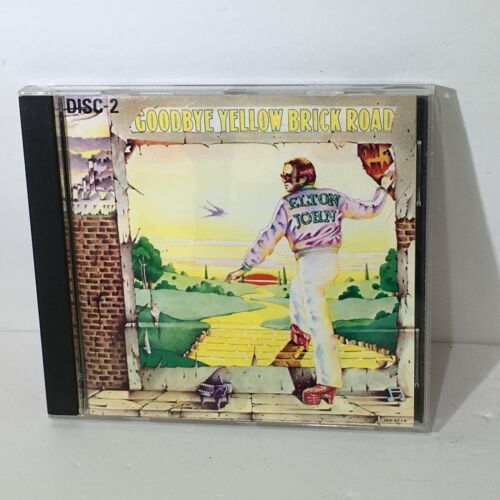 DISC-2
GOODBYE YELLOW BRICK ROAD
ELTON
JOHN